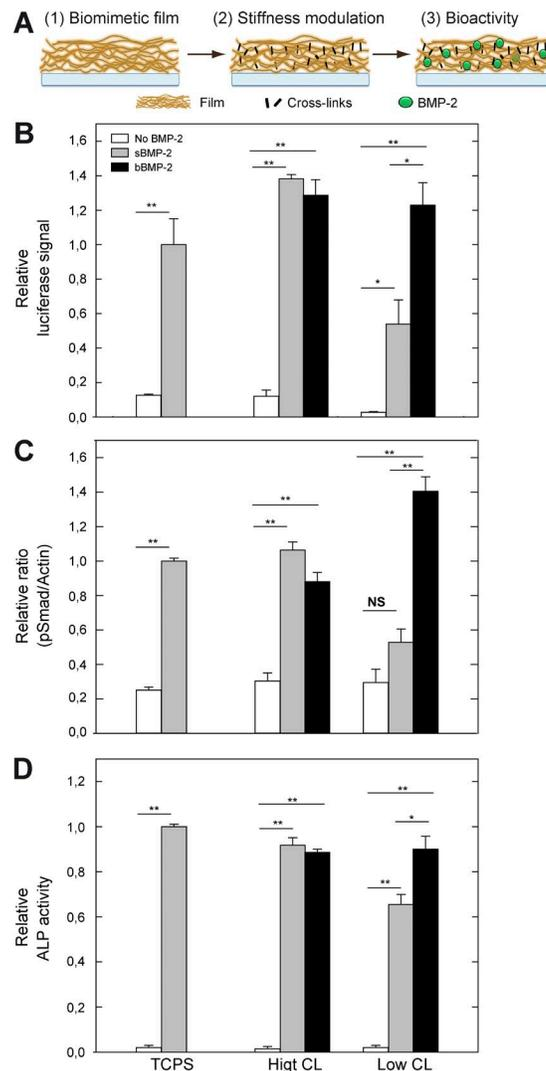 A
(1) Biomimetic film
(2) Stiffness modulation
(3) Bioactivity
Film
Cross-links
BMP-2
B
No BMP-2
sBMP-2
bBMP-2
Relative
luciferase signal
1,6
1,4
1,2
1,0
0,8
0,6
0,4
0,2
0,0
**
**
**
*
**
*
C
Relative ratio
(pSmad/Actin)
1,6
1,4
1,2
1,0
0,8
0,6
0,4
0,2
0,0
**
**
**
NS
**
**
D
Relative
ALP activity
1,2
1,0
0,8
0,6
0,4
0,2
0,0
**
**
**
**
**
*
TCPS
Higt CL
Low CL